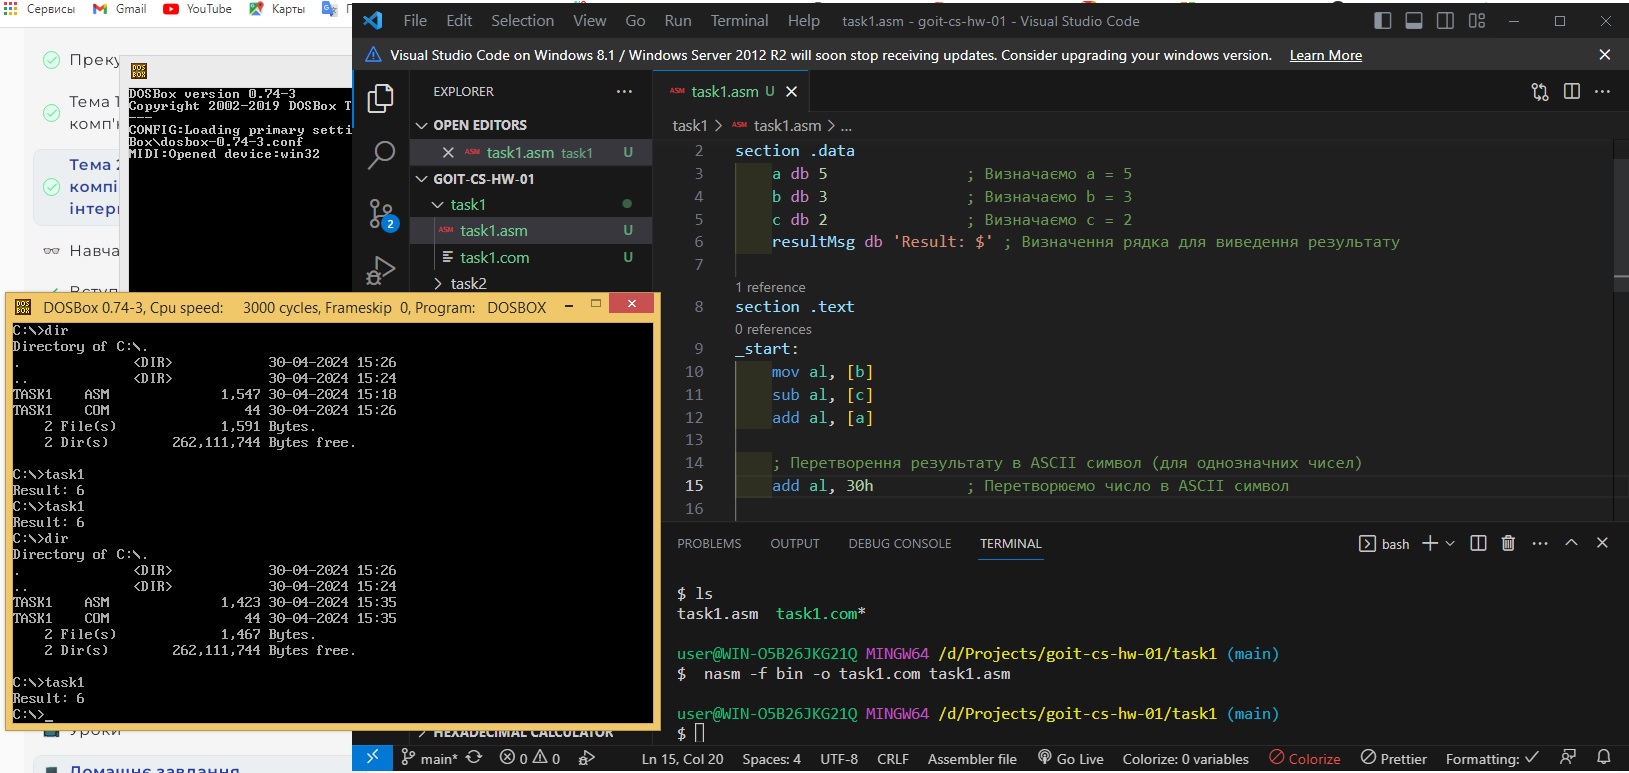 Сервисы Gmail YouTube Карты
File Edit Selection View Go Run Terminal Help task1.asm - goit-cs-hw-01 - Visual Studio Code
Visual Studio Code on Windows 8.1 / Windows Server 2012 R2 will soon stop receiving updates. Consider upgrading your windows version. Learn More
Преку
Тема 1
комп'ю
Тема 2
компі
інтерп
Навча
Вступ
DOSBox version 0.74-3
Copyright 2002-2019 DOSBox T
---
CONFIG:Loading primary setti
Box\dosbox-0.74-3.conf
MIDI:Opened device:win32
EXPLORER
OPEN EDITORS
task1.asm task1 U
GOIT-CS-HW-01
task1
task1.asm U
task1.com U
task2
2
task1.asm U
task1 > task1.asm > ...
2 section .data
3 a db 5 ; Визначаємо a = 5
4 b db 3 ; Визначаємо b = 3
5 c db 2 ; Визначаємо c = 2
6 resultMsg db 'Result: $' ; Визначення рядка для виведення результату
7
1 reference
8 section .text
0 references
9 _start:
10 mov al, [b]
11 sub al, [c]
12 add al, [a]
13
14 ; Перетворення результату в ASCII символ (для однозначних чисел)
15 add al, 30h ; Перетворюємо число в ASCII символ
16
DOSBox 0.74-3, Cpu speed: 3000 cycles, Frameskip 0, Program: DOSBOX
C:\>dir
Directory of C:\.
. <DIR> 30-04-2024 15:26
.. <DIR> 30-04-2024 15:24
TASK1 ASM 1,547 30-04-2024 15:18
TASK1 COM 44 30-04-2024 15:26
2 File(s) 1,591 Bytes.
2 Dir(s) 262,111,744 Bytes free.
C:\>task1
Result: 6
C:\>task1
Result: 6
C:\>dir
Directory of C:\.
. <DIR> 30-04-2024 15:26
.. <DIR> 30-04-2024 15:24
TASK1 ASM 1,423 30-04-2024 15:35
TASK1 COM 44 30-04-2024 15:35
2 File(s) 1,467 Bytes.
2 Dir(s) 262,111,744 Bytes free.
C:\>task1
Result: 6
C:\>_
PROBLEMS OUTPUT DEBUG CONSOLE TERMINAL bash
$ ls
task1.asm task1.com*
user@WIN-O5B26JKG21Q MINGW64 /d/Projects/goit-cs-hw-01/task1 (main)
$ nasm -f bin -o task1.com task1.asm
user@WIN-O5B26JKG21Q MINGW64 /d/Projects/goit-cs-hw-01/task1 (main)
$
HEXADECIMAL CALCULATOR
Уроки
Домашнє завдання
main* 0 0 Ln 15, Col 20 Spaces: 4 UTF-8 CRLF Assembler file Go Live Colorize: 0 variables Colorize Prettier Formatting: